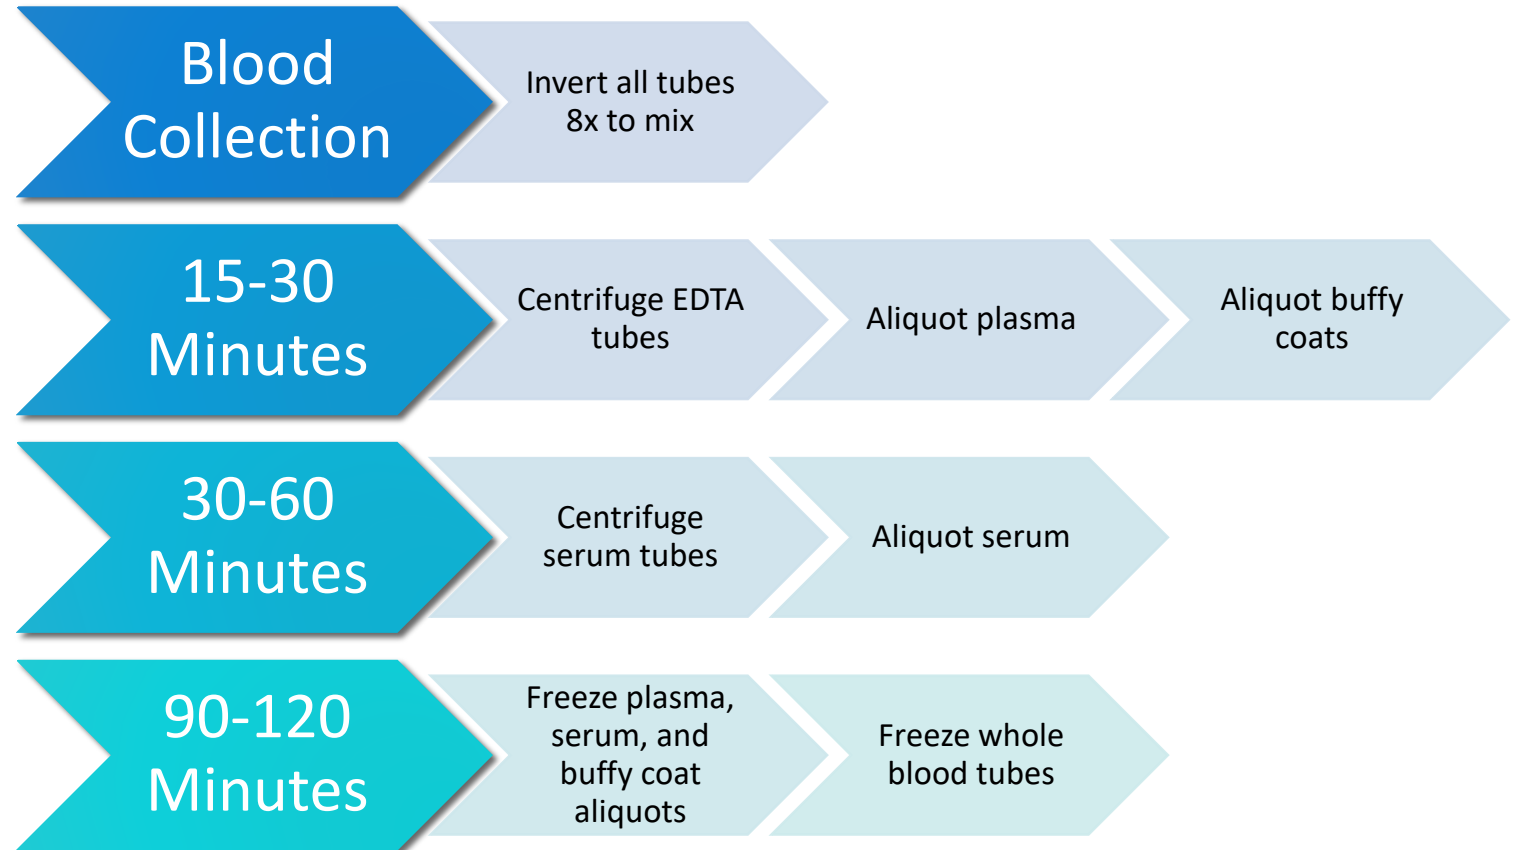 Blood
Collection
Invert all tubes
8x to mix
15-30
Minutes
Centrifuge EDTA
tubes
Aliquot plasma
Aliquot buffy
coats
30-60
Minutes
Centrifuge
serum tubes
Aliquot serum
90-120
Minutes
Freeze plasma,
serum, and
buffy coat
aliquots
Freeze whole
blood tubes